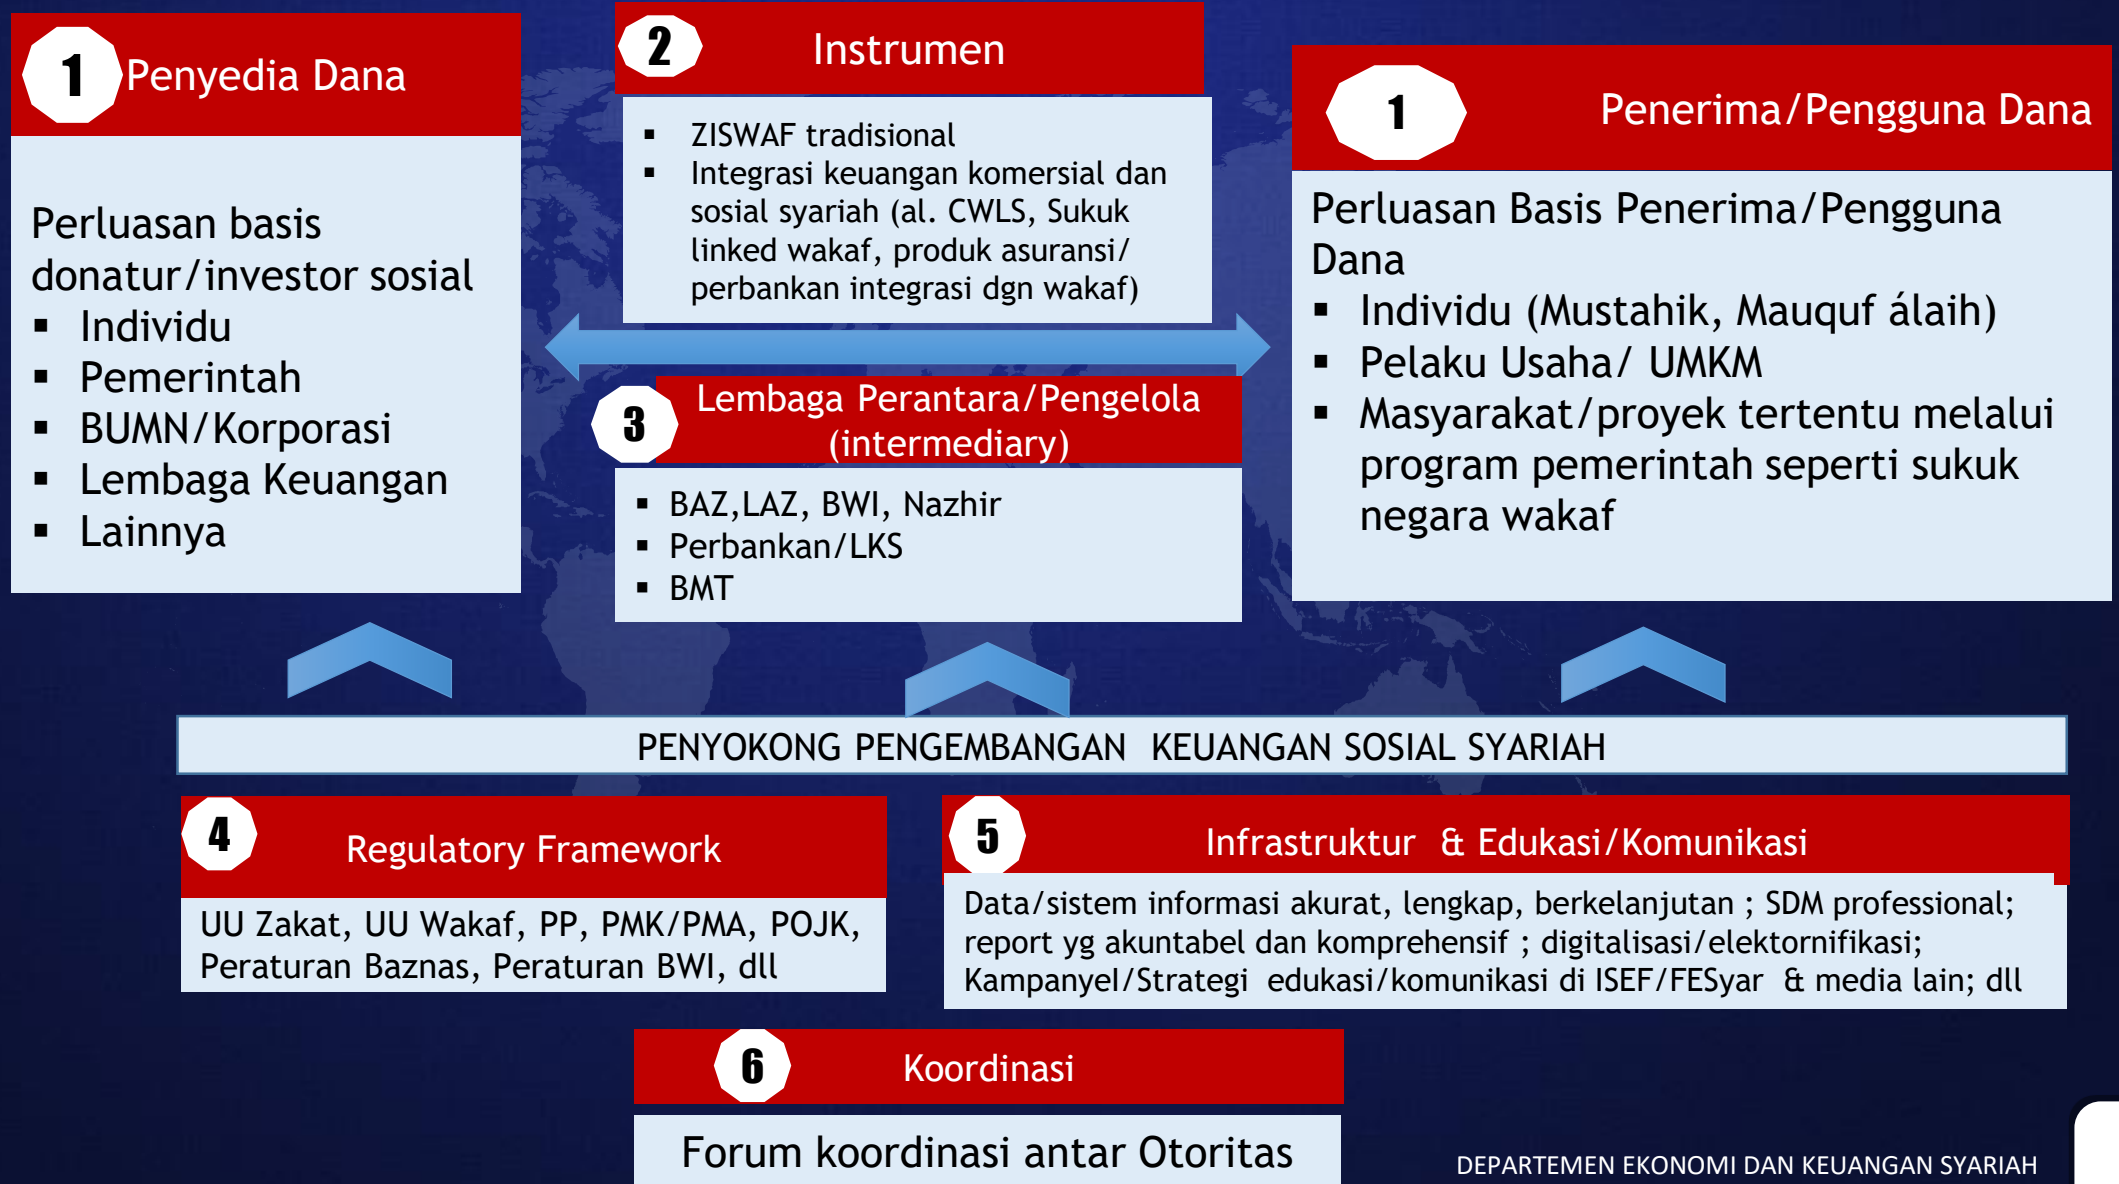 1
Penyedia Dana
Perluasan basis
donatur/investor sosial
▪ Individu
▪ Pemerintah
▪ BUMN/Korporasi
▪ Lembaga Keuangan
▪ Lainnya
2
Instrumen
▪ ZISWAF tradisional
▪ Integrasi keuangan komersial dan
sosial syariah (al. CWLS, Sukuk
linked wakaf, produk asuransi/
perbankan integrasi dgn wakaf)
3
Lembaga Perantara/Pengelola
(intermediary)
▪ BAZ,LAZ, BWI, Nazhir
▪ Perbankan/LKS
▪ BMT
1
Penerima/Pengguna Dana
Perluasan Basis Penerima/Pengguna
Dana
▪ Individu (Mustahik, Mauquf álaih)
▪ Pelaku Usaha/ UMKM
▪ Masyarakat/proyek tertentu melalui
program pemerintah seperti sukuk
negara wakaf
PENYOKONG PENGEMBANGAN KEUANGAN SOSIAL SYARIAH
4
Regulatory Framework
UU Zakat, UU Wakaf, PP, PMK/PMA, POJK,
Peraturan Baznas, Peraturan BWI, dll
5
Infrastruktur & Edukasi/Komunikasi
Data/sistem informasi akurat, lengkap, berkelanjutan ; SDM professional;
report yg akuntabel dan komprehensif ; digitalisasi/elektornifikasi;
KampanyeI/Strategi edukasi/komunikasi di ISEF/FESyar & media lain; dll
6
Koordinasi
Forum koordinasi antar Otoritas
DEPARTEMEN EKONOMI DAN KEUANGAN SYARIAH